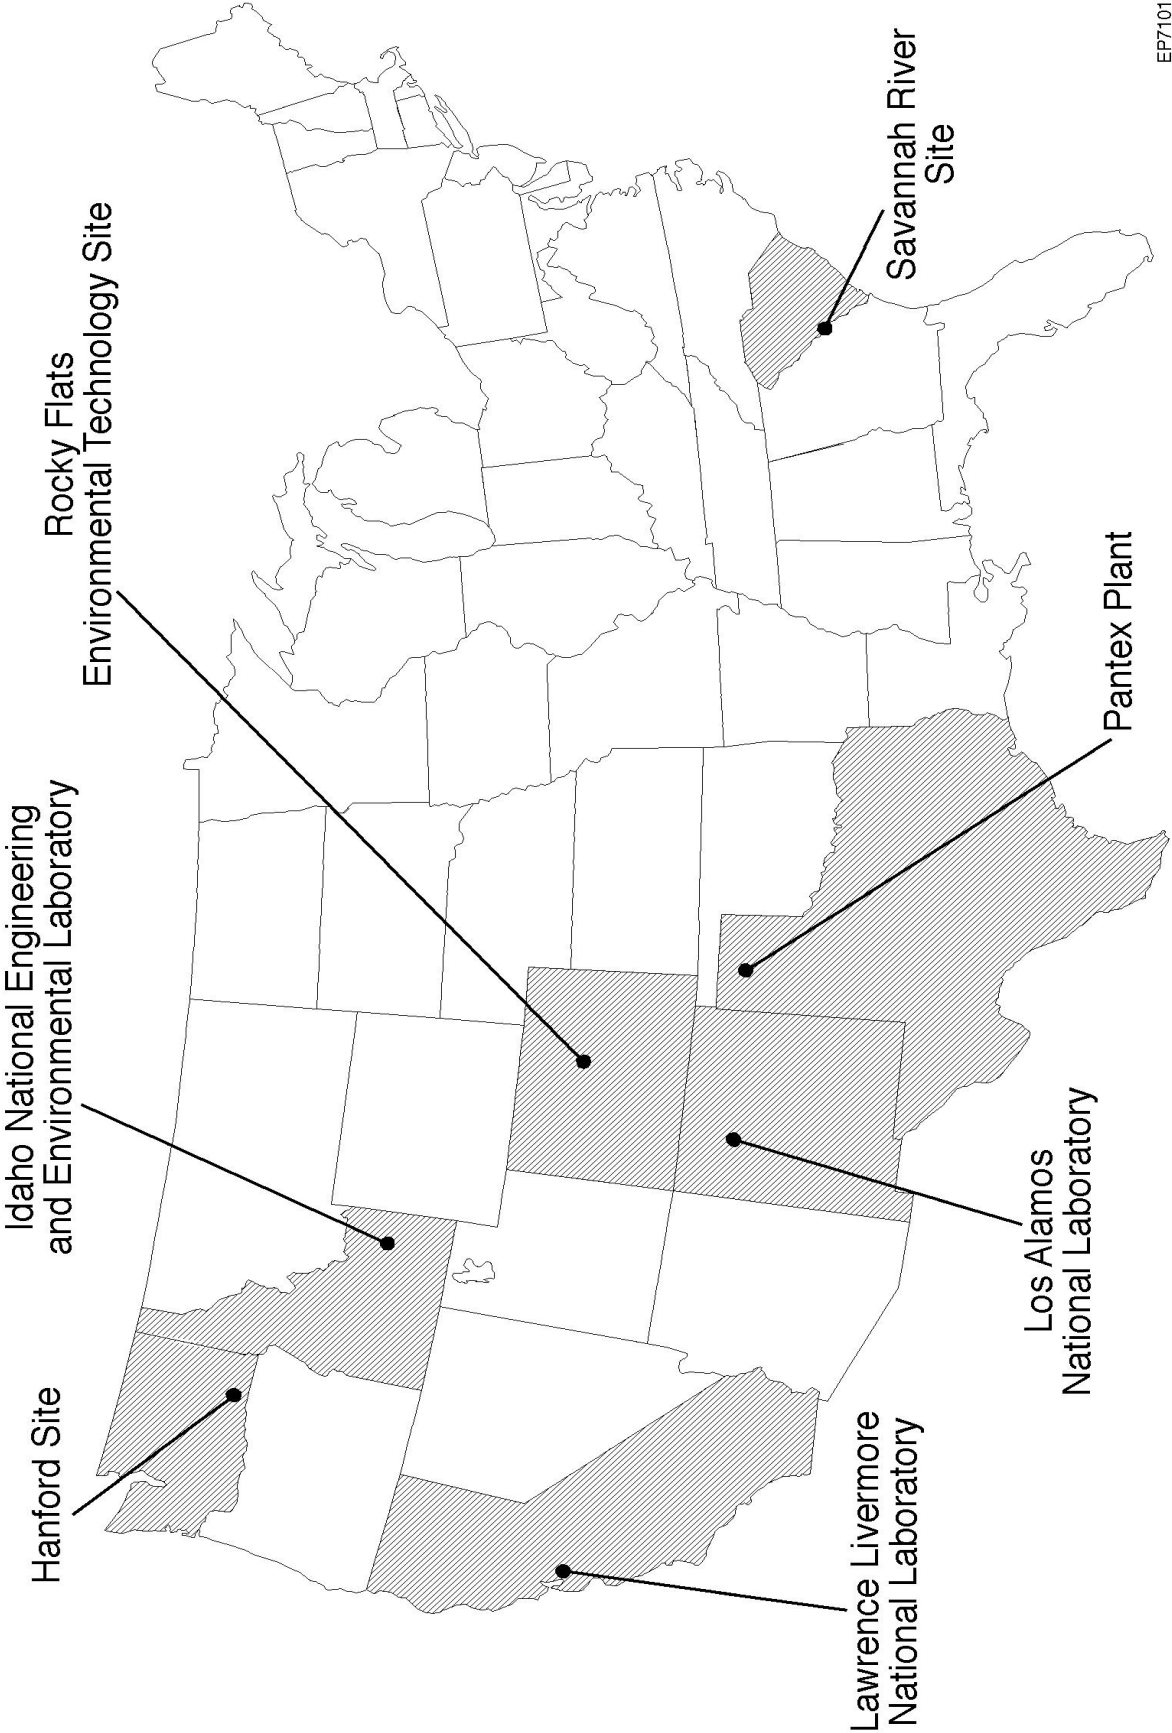 Rocky Flats
Environmental Technology Site
Idaho National Engineering
and Environmental Laboratory
Hanford Site
Savannah River
Site
Pantex Plant
Los Alamos
National Laboratory
Lawrence Livermore
National Laboratory
EP7101